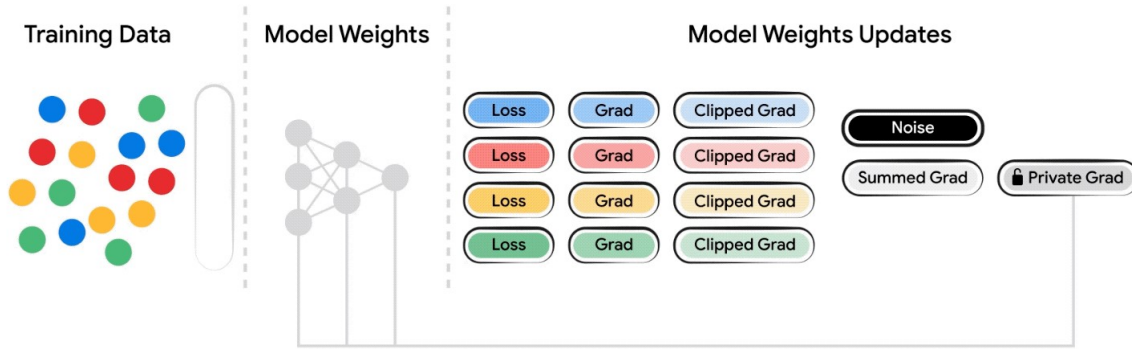 Training Data
Model Weights
Model Weights Updates
Loss
Grad
Clipped Grad
Loss
Grad
Clipped Grad
Loss
Grad
Clipped Grad
Loss
Grad
Clipped Grad
Noise
Summed Grad
Private Grad